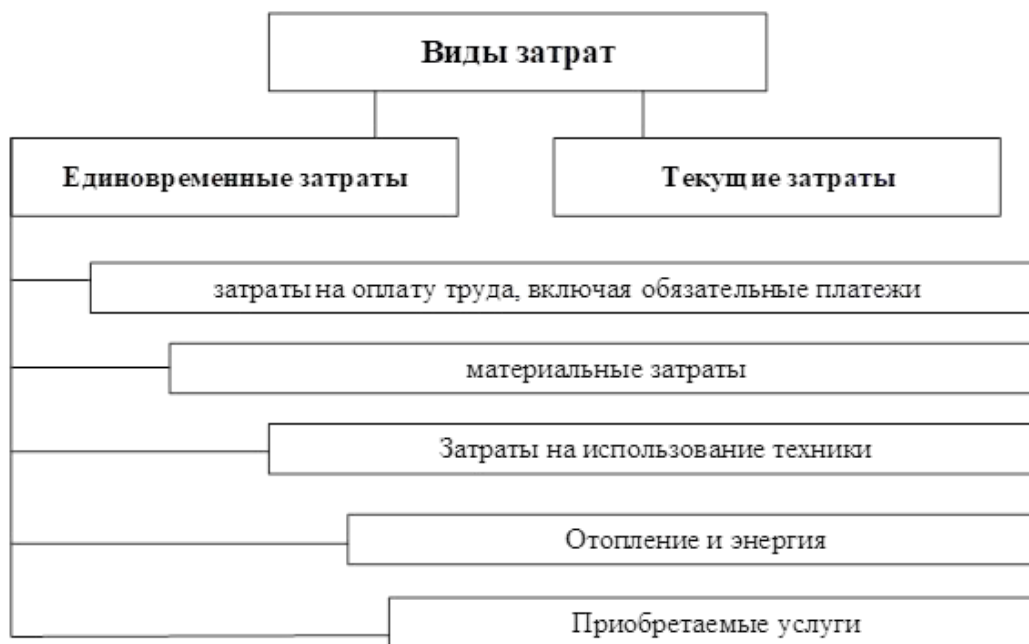 Виды затрат
Единовременные затраты
Текущие затраты
затраты на оплату труда, включая обязательные платежи
материальные затраты
Затраты на использование техники
Отопление и энергия
Приобретаемые услуги